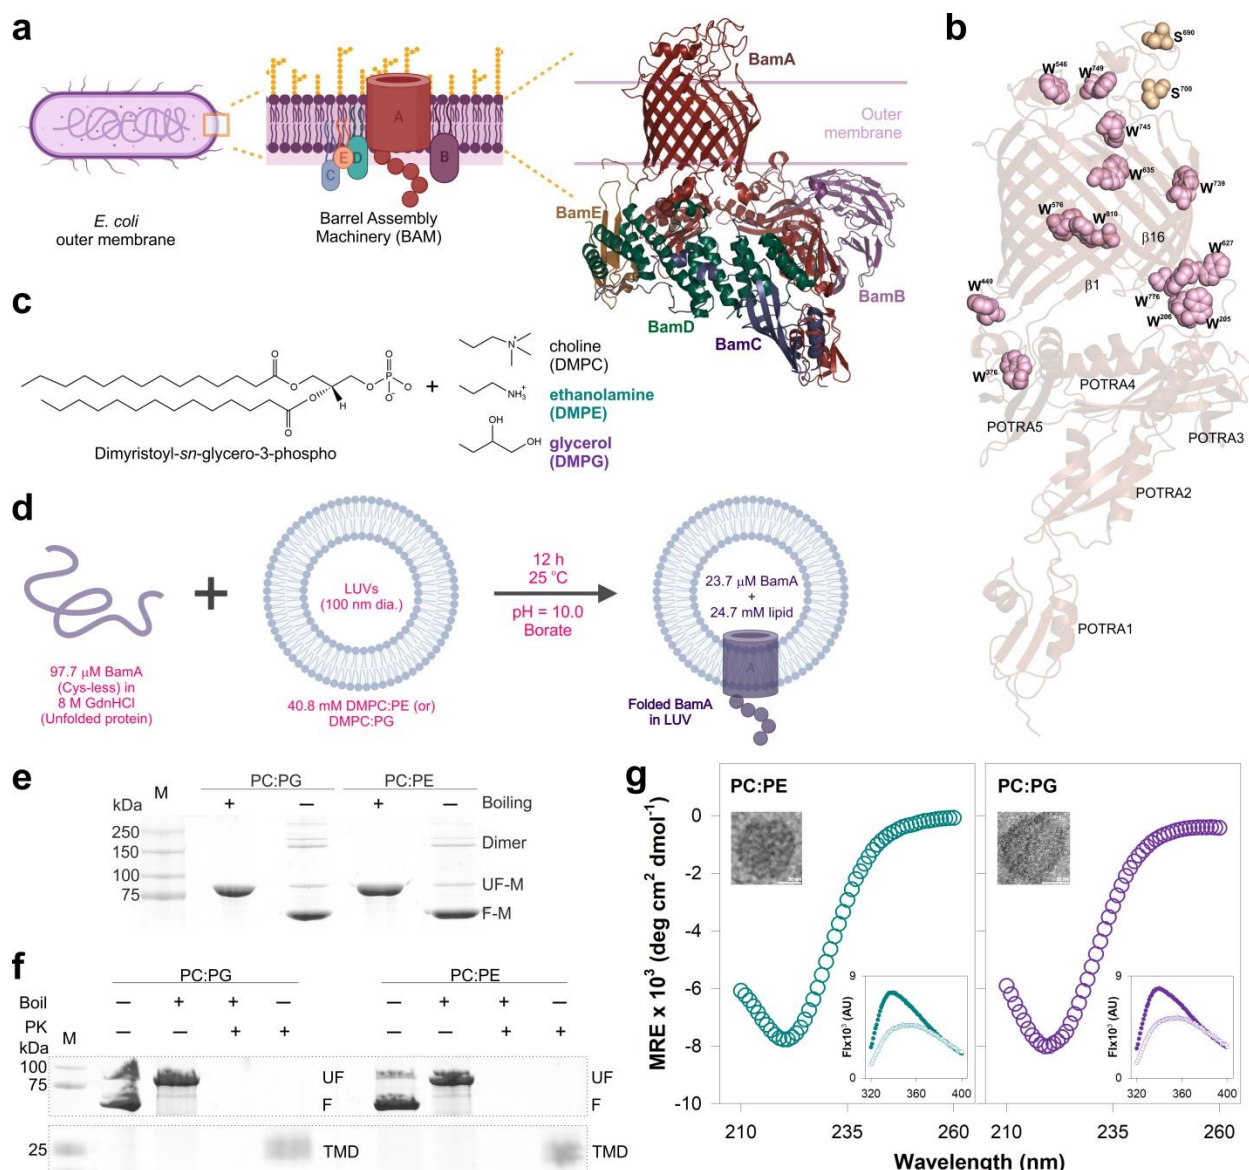 a
E. coli
outer membrane
A
B
C
D
E
Barrel Assembly
Machinery (BAM)
BamA
Outer
membrane
BamE
BamD
BamC
BamB
b
S690
S700
W546
W749
W745
W635
W739
W576
W810
β16
W627
β1
W449
W776
W206
W205
W376
POTRA4
POTRA5
POTRA3
POTRA2
POTRA1
c
O
O
O
O
P
O
O-
O-
H
Dimyristoyl-sn-glycero-3-phospho
+
N+
choline
(DMPC)
NH3+
ethanolamine
(DMPE)
OH
OH
glycerol
(DMPG)
d
97.7 μM BamA
(Cys-less) in
8 M GdnHCl
(Unfolded protein)
+
LUVs
(100 nm dia.)
40.8 mM DMPC:PE (or)
DMPC:PG
12 h
25 °C
pH = 10.0
Borate
23.7 μM BamA
+
24.7 mM lipid
A
Folded BamA
in LUV
e
PC:PG PC:PE
kDa M + – + – Boiling
250
150
100
75
Dimer
UF-M
F-M
f
PC:PG PC:PE
Boil – + + – – + + –
PK – – + + – – + +
kDa M
100
75
25
UF
F
TMD
UF
F
TMD
g
PC:PE
PC:PG
MRE x 10³ (deg cm² dmol⁻¹)
0
-2
-4
-6
-8
-10
210 235 260
210 235 260
Wavelength (nm)
FIx10³ (AU)
9
0
320 400
FIx10³ (AU)
9
0
320 400